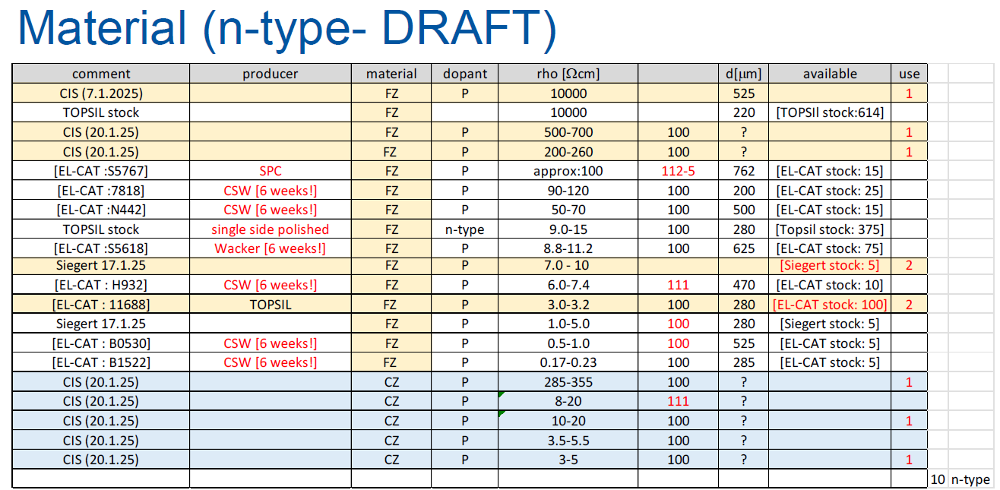 Material (n-type- DRAFT)
comment producer material dopant rho [Ωcm] d[μm] available use
CIS (7.1.2025) FZ P 10000 525 1
TOPSIL stock FZ 10000 220 [TOPSIl stock:614]
CIS (20.1.25) FZ P 500-700 100 ? 1
CIS (20.1.25) FZ P 200-260 100 ? 1
[EL-CAT :S5767] SPC FZ P approx:100 112-5 762 [EL-CAT stock: 15]
[EL-CAT :7818] CSW [6 weeks!] FZ P 90-120 100 200 [EL-CAT stock: 25]
[EL-CAT :N442] CSW [6 weeks!] FZ P 50-70 100 500 [EL-CAT stock: 15]
TOPSIL stock single side polished FZ n-type 9.0-15 100 280 [Topsil stock: 375]
[EL-CAT :S5618] Wacker [6 weeks!] FZ P 8.8-11.2 100 625 [EL-CAT stock: 75]
Siegert 17.1.25 FZ P 7.0 - 10 [Siegert stock: 5] 2
[EL-CAT : H932] CSW [6 weeks!] FZ P 6.0-7.4 111 470 [EL-CAT stock: 10]
[EL-CAT : 11688] TOPSIL FZ P 3.0-3.2 100 280 [EL-CAT stock: 100] 2
Siegert 17.1.25 FZ P 1.0-5.0 100 280 [Siegert stock: 5]
[EL-CAT : B0530] CSW [6 weeks!] FZ P 0.5-1.0 100 525 [EL-CAT stock: 5]
[EL-CAT : B1522] CSW [6 weeks!] FZ P 0.17-0.23 100 285 [EL-CAT stock: 5]
CIS (20.1.25) CZ P 285-355 100 ? 1
CIS (20.1.25) CZ P 8-20 111 ?
CIS (20.1.25) CZ P 10-20 100 ? 1
CIS (20.1.25) CZ P 3.5-5.5 100 ?
CIS (20.1.25) CZ P 3-5 100 ? 1
10 n-type